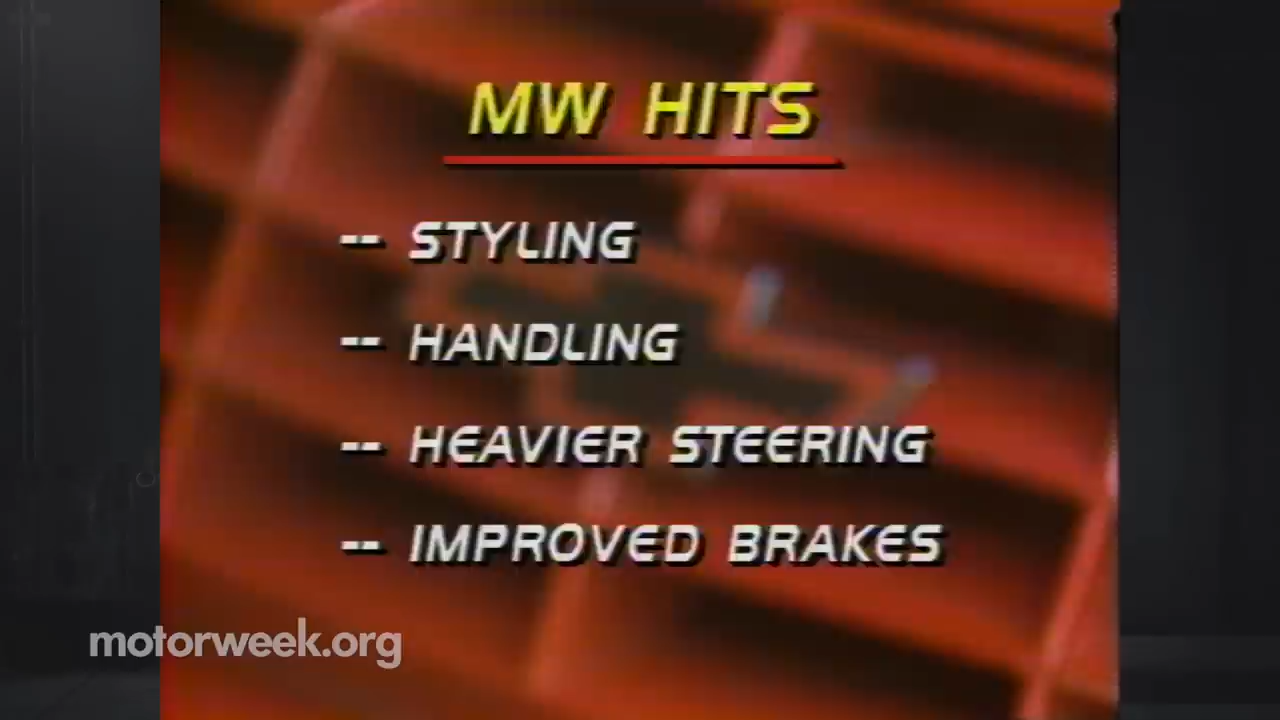 MW HITS
-- STYLING
-- HANDLING
-- HEAVIER STEERING
-- IMPROVED BRAKES
motorweek.org